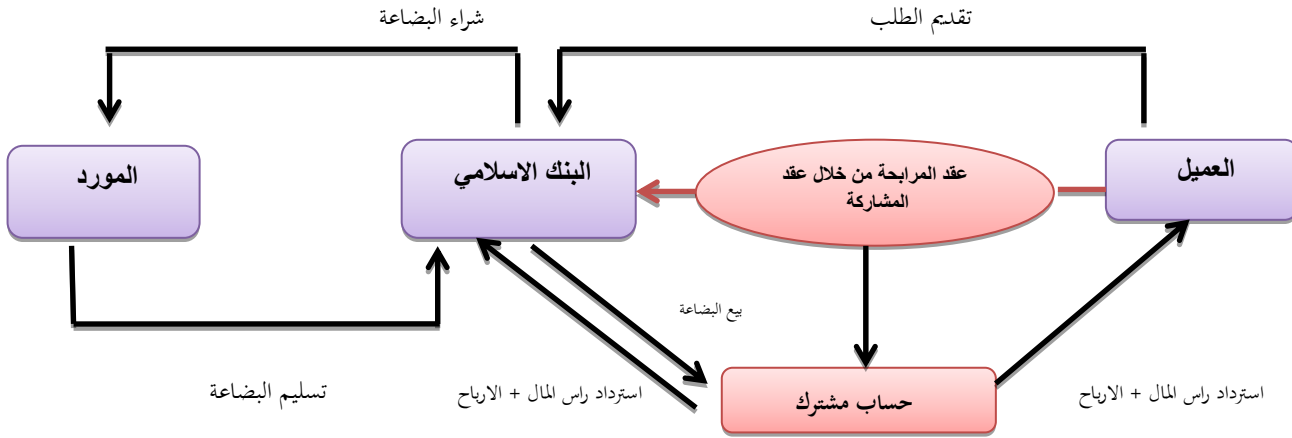 تقديم الطلب
شراء البضاعة
العميل
عقد المرابحة من خلال عقد
المشاركة
البنك الاسلامي
المورد
بيع البضاعة
تسليم البضاعة
استرداد راس المال + الارباح
حساب مشترك
استرداد راس المال + الارباح